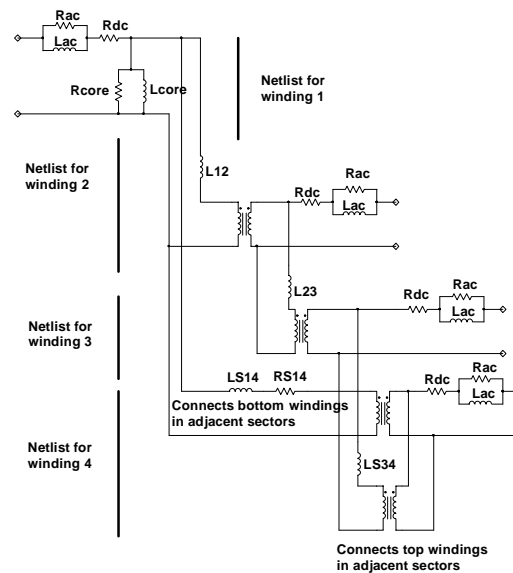 Rac
Lac
Rdc
Rcore
Lcore
Netlist for
winding 1
Netlist for
winding 2
L12
Rdc
Rac
Lac
L23
Rdc
Rac
Lac
Netlist for
winding 3
LS14
RS14
Connects bottom windings
in adjacent sectors
Rdc
Rac
Lac
Netlist for
winding 4
LS34
Connects top windings
in adjacent sectors